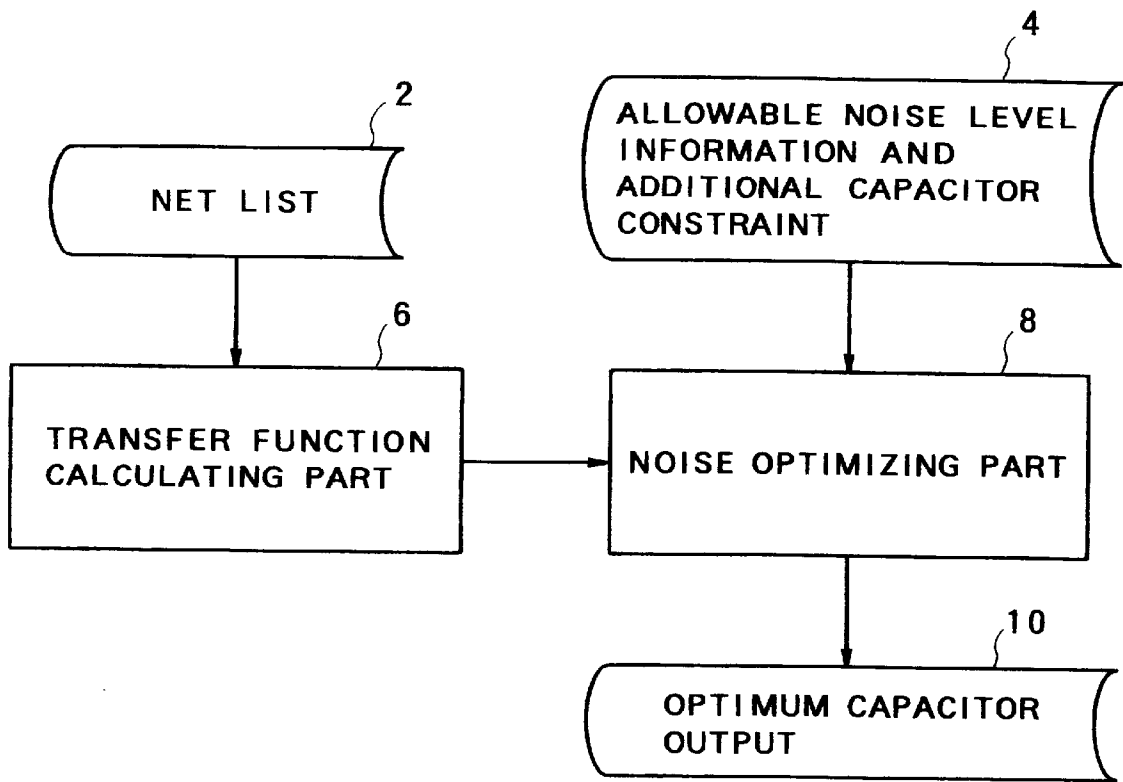 2
NET LIST
4
ALLOWABLE NOISE LEVEL
INFORMATION AND
ADDITIONAL CAPACITOR
CONSTRAINT
6
TRANSFER FUNCTION
CALCULATING PART
8
NOISE OPTIMIZING PART
10
OPTIMUM CAPACITOR
OUTPUT